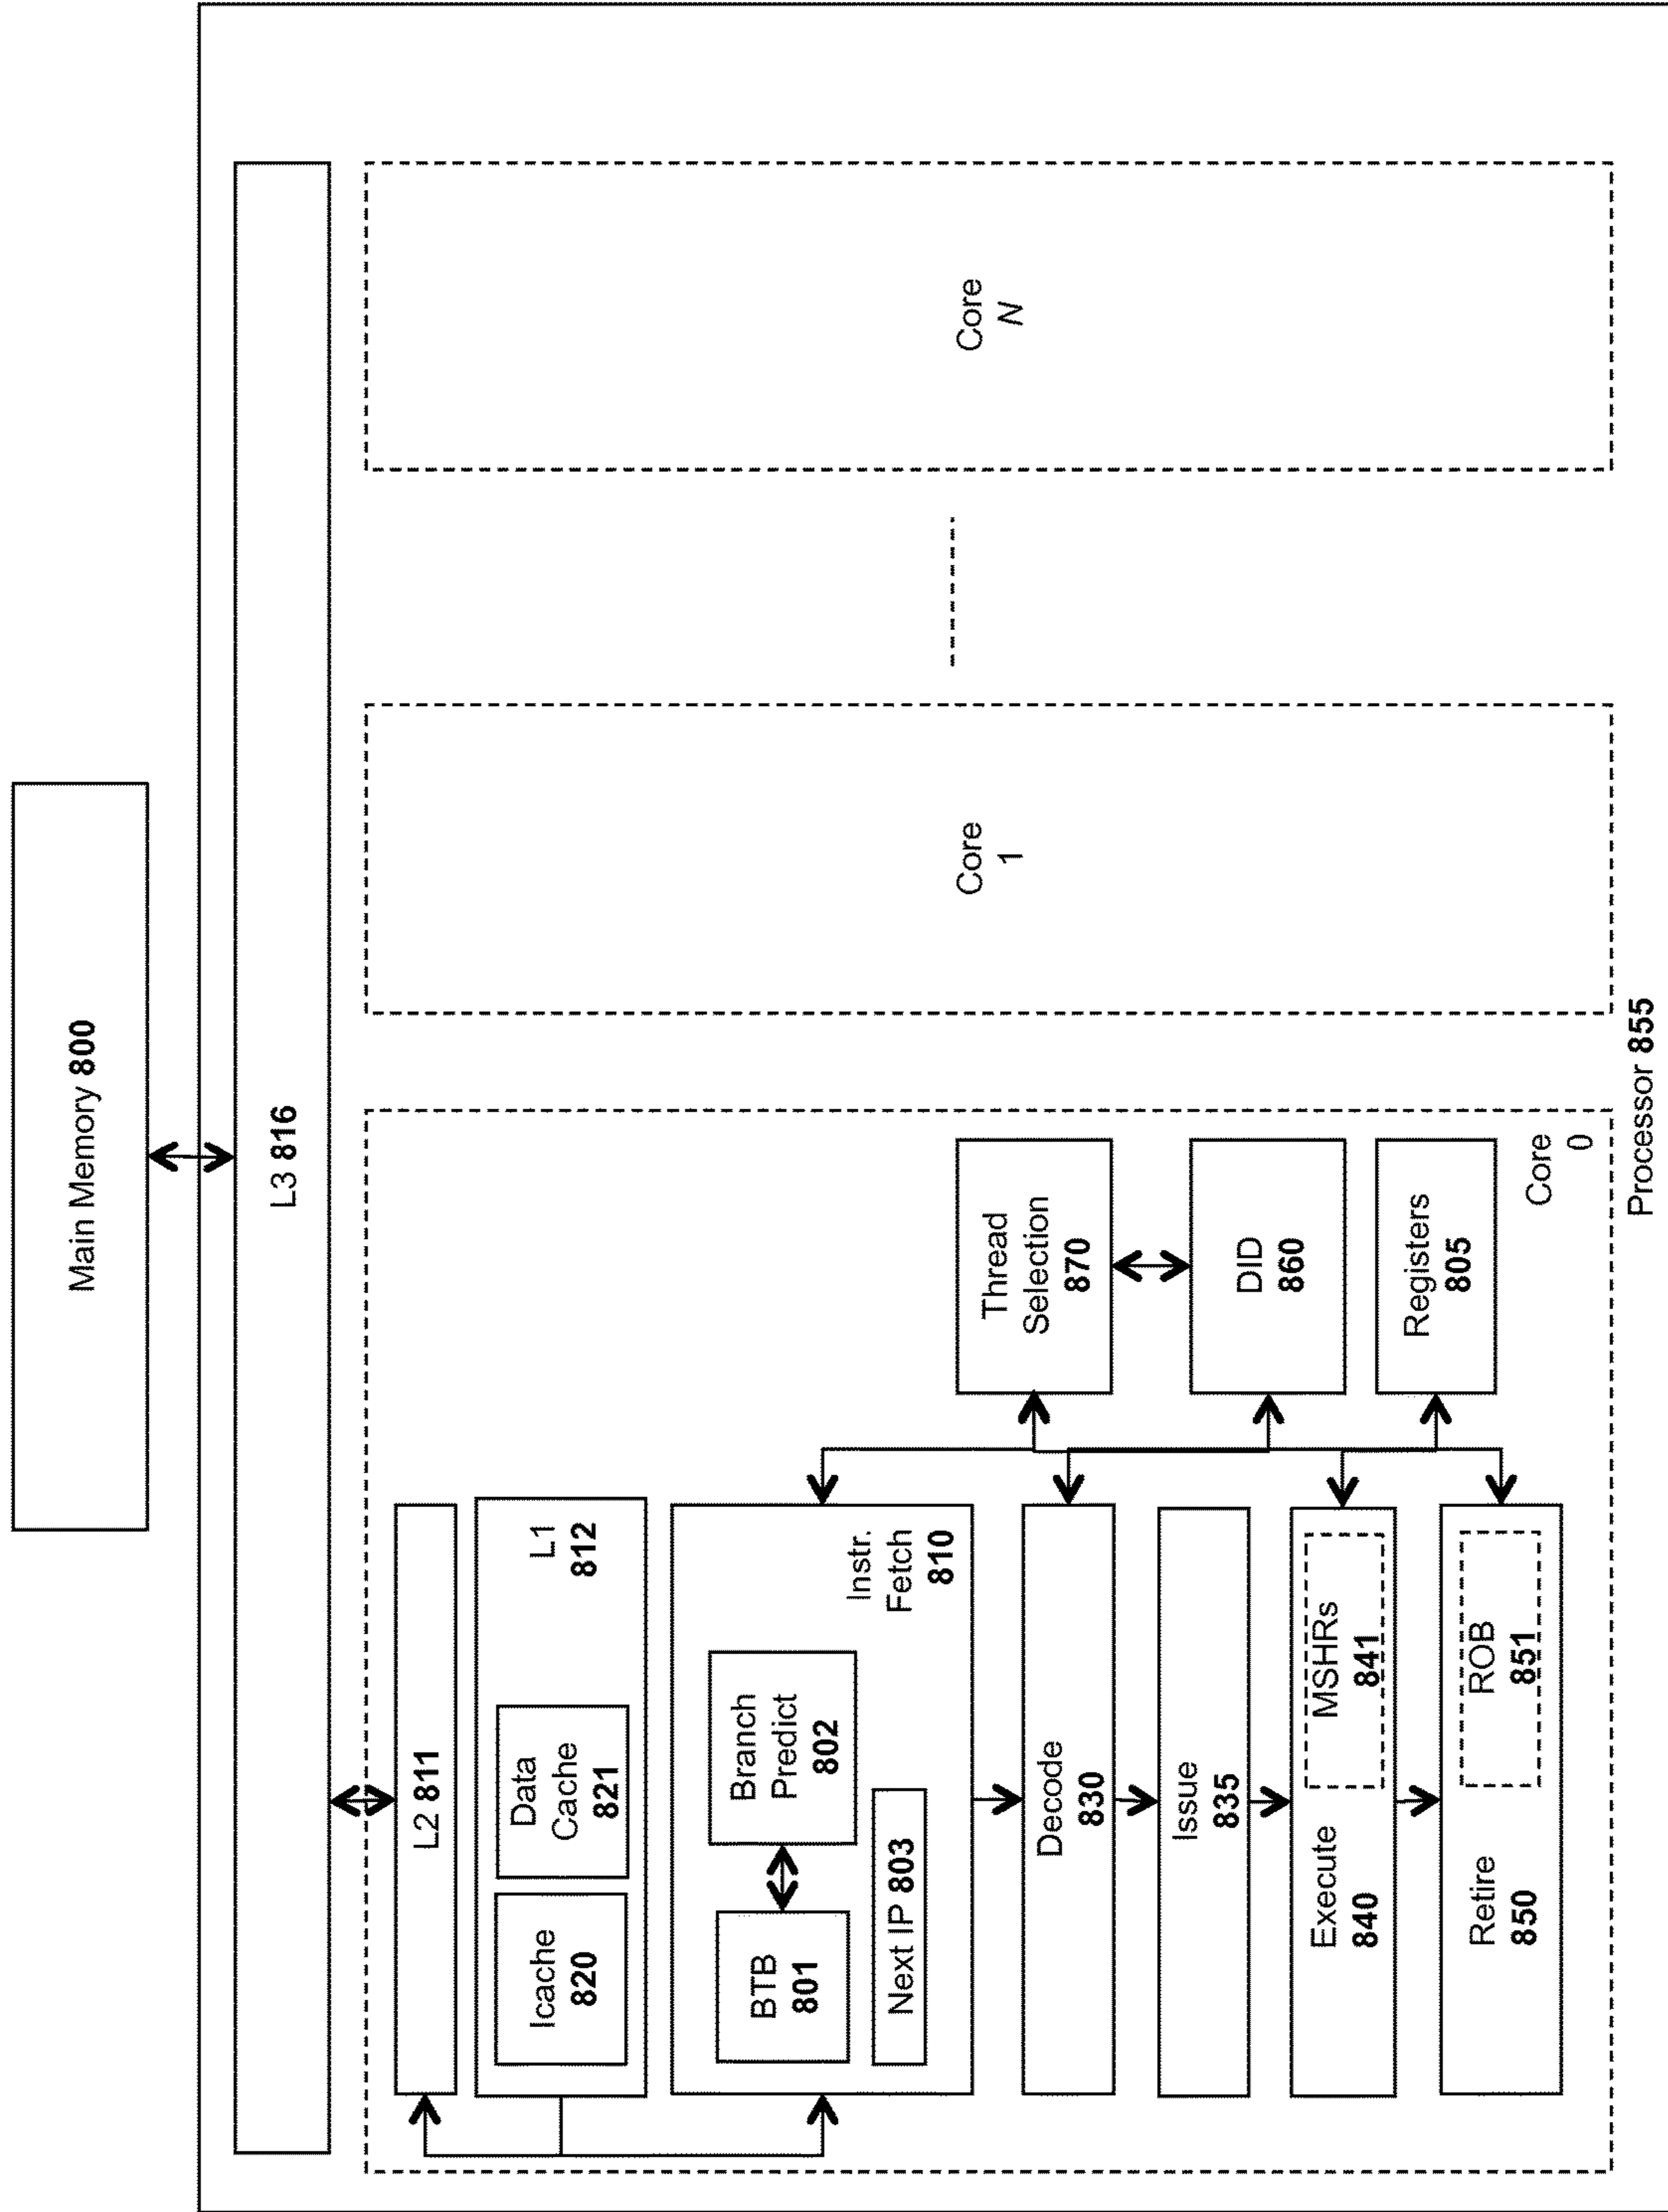 Main Memory 800
L3 816
L2 811
L1
812
Icache
820
Data
Cache
821
Instr.
Fetch
810
BTB
801
Branch
Predict
802
Next IP 803
Decode
830
Issue
835
Execute
840
MSHRs
841
Retire
850
ROB
851
Thread
Selection
870
DID
860
Registers
805
Core
0
Core
1
Core
N
Processor 855